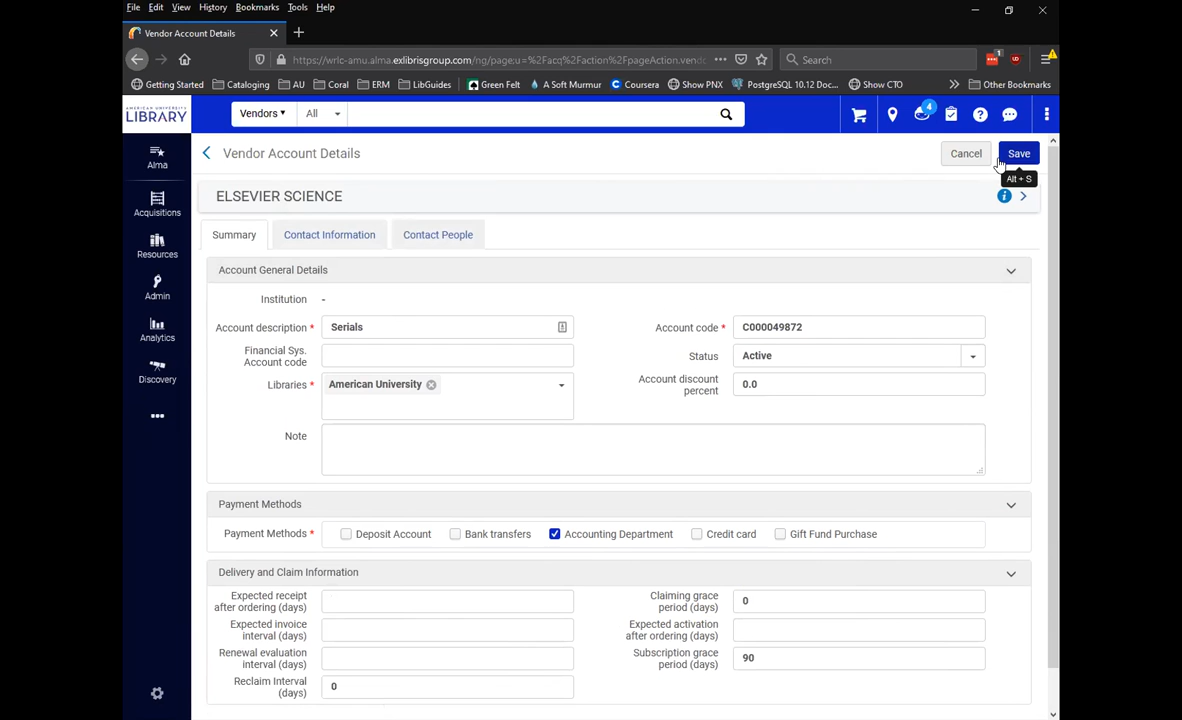 File Edit View History Bookmarks Tools Help
Vendor Account Details
https://wrlc-amu.alma.exlibrisgroup.com/ng/page;u=%2Facq%2Faction%2FpageAction.vend
Search
1
Getting Started Cataloging AU Coral ERM LibGuides Green Felt A Soft Murmur Coursera Show PNX PostgreSQL 10.12 Doc... Show CTO Other Bookmarks
AMERICAN UNIVERSITY
LIBRARY
Vendors All
4
Alma
Acquisitions
Resources
Admin
Analytics
Discovery
Vendor Account Details
Cancel Save
Alt + S
ELSEVIER SCIENCE
Summary Contact Information Contact People
Account General Details
Institution -
Account description * Serials
Account code * C000049872
Financial Sys.
Account code
Status Active
Libraries * American University
Account discount
percent 0.0
Note
Payment Methods
Payment Methods * Deposit Account Bank transfers Accounting Department Credit card Gift Fund Purchase
Delivery and Claim Information
Expected receipt
after ordering (days)
Claiming grace
period (days) 0
Expected invoice
interval (days)
Expected activation
after ordering (days)
Renewal evaluation
interval (days)
Subscription grace
period (days) 90
Reclaim Interval
(days) 0